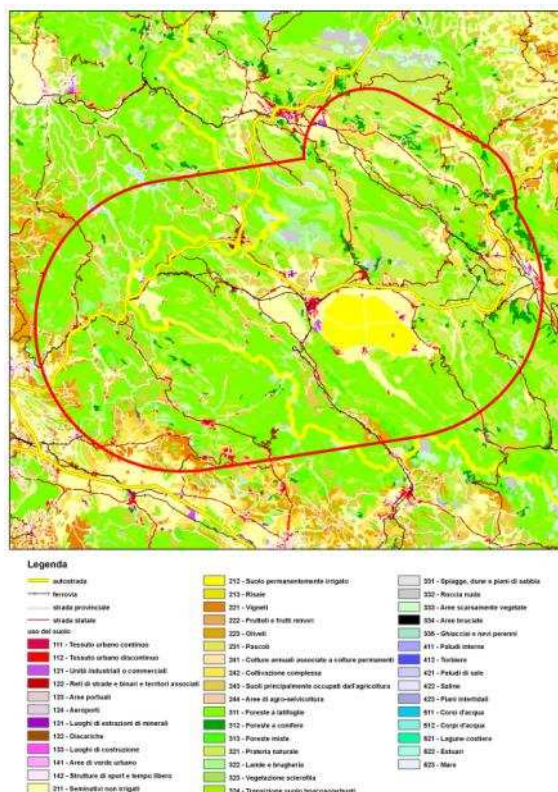 Legenda
autostrada
ferrovia
strada provinciale
strada statale
uso del suolo
111 - Tessuto urbano continuo
112 - Tessuto urbano discontinuo
121 - Unità industriali o commerciali
122 - Reti di strade e binari e territori associati
123 - Aree portuali
124 - Aeroporti
131 - Luoghi di estrazioni di minerali
132 - Discariche
133 - Luoghi di costruzione
141 - Aree di verde urbano
142 - Strutture di sport e tempo libero
211 - Seminativi non irrigati
212 - Suolo permanentemente irrigato
213 - Risaie
221 - Vigneti
222 - Frutteti e frutti minori
223 - Oliveti
231 - Pascoli
241 - Colture annuali associate a colture permanenti
242 - Coltivazione complessa
243 - Suoli principalmente occupati dall'agricoltura
244 - Aree di agro-selvicoltura
311 - Foreste a latifoglie
312 - Foreste a conifere
313 - Foreste miste
321 - Prateria naturale
322 - Lande e brugheria
323 - Vegetazione sclerofila
324 - Transizione suolo boscoso/arbusti
331 - Spiagge, dune e piani di sabbia
332 - Roccia nuda
333 - Aree scarsamente vegetate
334 - Aree bruciate
335 - Ghiacciai e nevi perenni
411 - Paludi interne
412 - Torbiere
421 - Paludi di sale
422 - Saline
423 - Piani intertidali
511 - Corsi d'acqua
512 - Corpi d'acqua
521 - Lagune costiere
522 - Estuari
523 - Mare